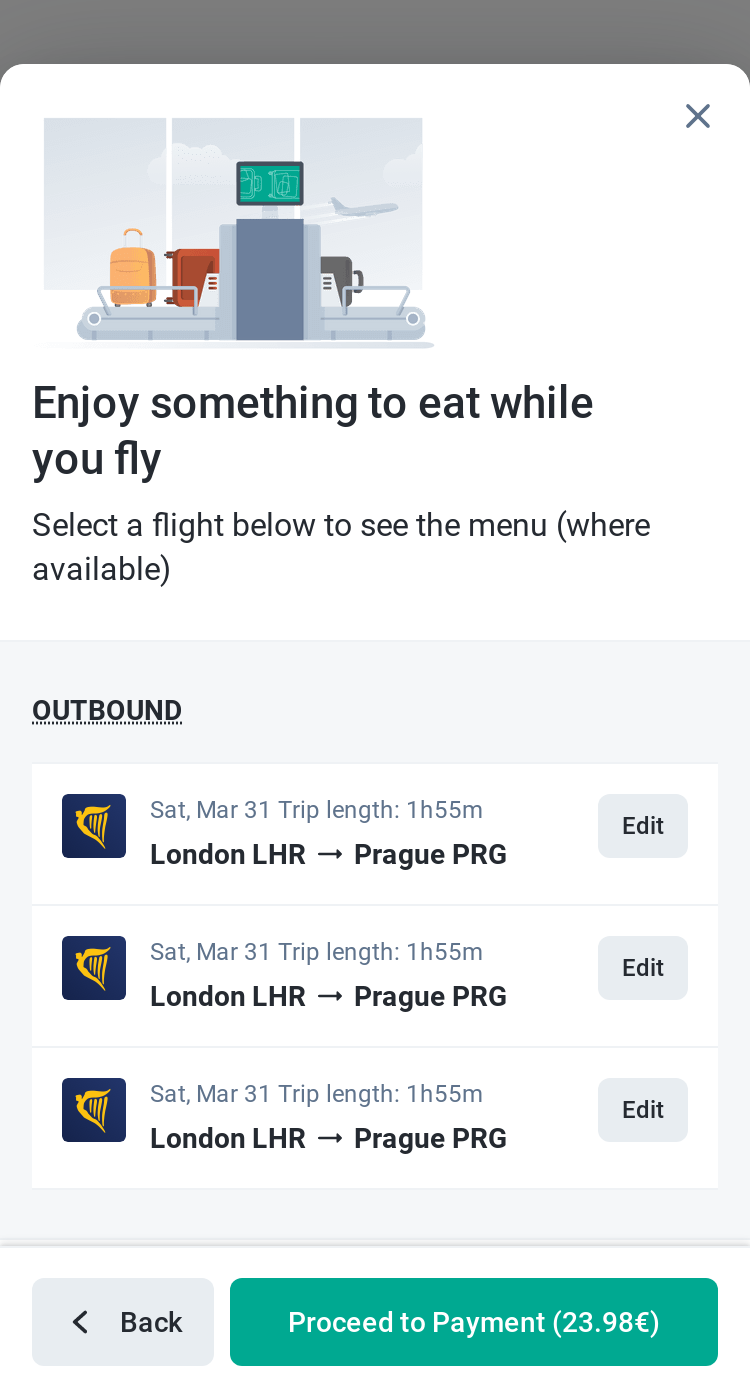 Enjoy something to eat while
you fly
Select a flight below to see the menu (where
available)
OUTBOUND
Sat, Mar 31 Trip length: 1h55m
London LHR → Prague PRG
Edit
Sat, Mar 31 Trip length: 1h55m
London LHR → Prague PRG
Edit
Sat, Mar 31 Trip length: 1h55m
London LHR → Prague PRG
Edit
Back
Proceed to Payment (23.98€)